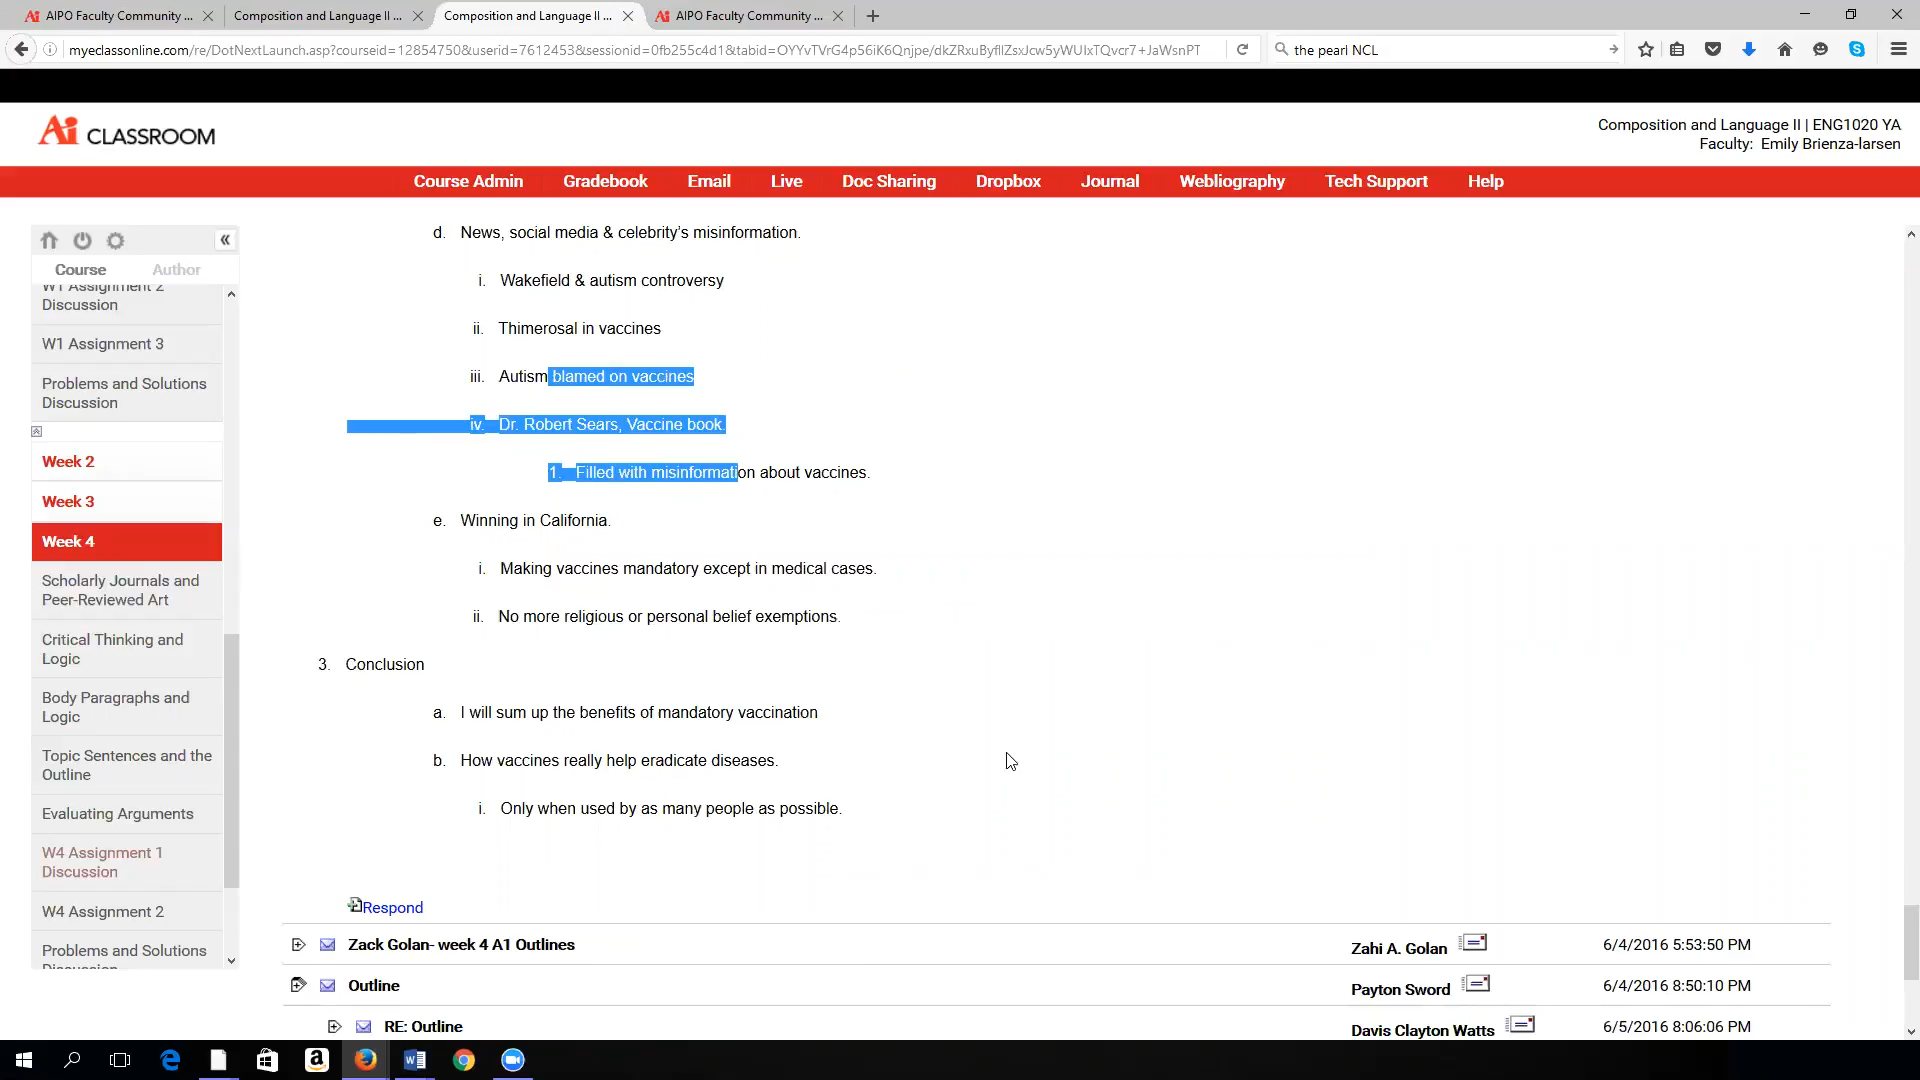 AIPO Faculty Community ...
Composition and Language II ...
Composition and Language II ...
AIPO Faculty Community ...
myeclassonline.com/re/DotNextLaunch.asp?courseid=12854750&userid=7612453&sessionid=0fb255c4d1&tabid=OYYvTVrG4p56iK6Qnjpe/dkZRxuByfIlZsxJcw5yWUIxTQvcr7+JaWsnPT
the pearl NCL
Ai CLASSROOM
Composition and Language II | ENG1020 YA
Faculty: Emily Brienza-larsen
Course Admin Gradebook Email Live Doc Sharing Dropbox Journal Webliography Tech Support Help
Course Author
W1 Assignment 2
Discussion
W1 Assignment 3
Problems and Solutions
Discussion
Week 2
Week 3
Week 4
Scholarly Journals and
Peer-Reviewed Art
Critical Thinking and
Logic
Body Paragraphs and
Logic
Topic Sentences and the
Outline
Evaluating Arguments
W4 Assignment 1
Discussion
W4 Assignment 2
Problems and Solutions
Discussion
d. News, social media & celebrity's misinformation.
i. Wakefield & autism controversy
ii. Thimerosal in vaccines
iii. Autism blamed on vaccines
iv. Dr. Robert Sears, Vaccine book.
1. Filled with misinformation about vaccines.
e. Winning in California.
i. Making vaccines mandatory except in medical cases.
ii. No more religious or personal belief exemptions.
3. Conclusion
a. I will sum up the benefits of mandatory vaccination
b. How vaccines really help eradicate diseases.
i. Only when used by as many people as possible.
Respond
Zack Golan- week 4 A1 Outlines Zahi A. Golan 6/4/2016 5:53:50 PM
Outline Payton Sword 6/4/2016 8:50:10 PM
RE: Outline Davis Clayton Watts 6/5/2016 8:06:06 PM